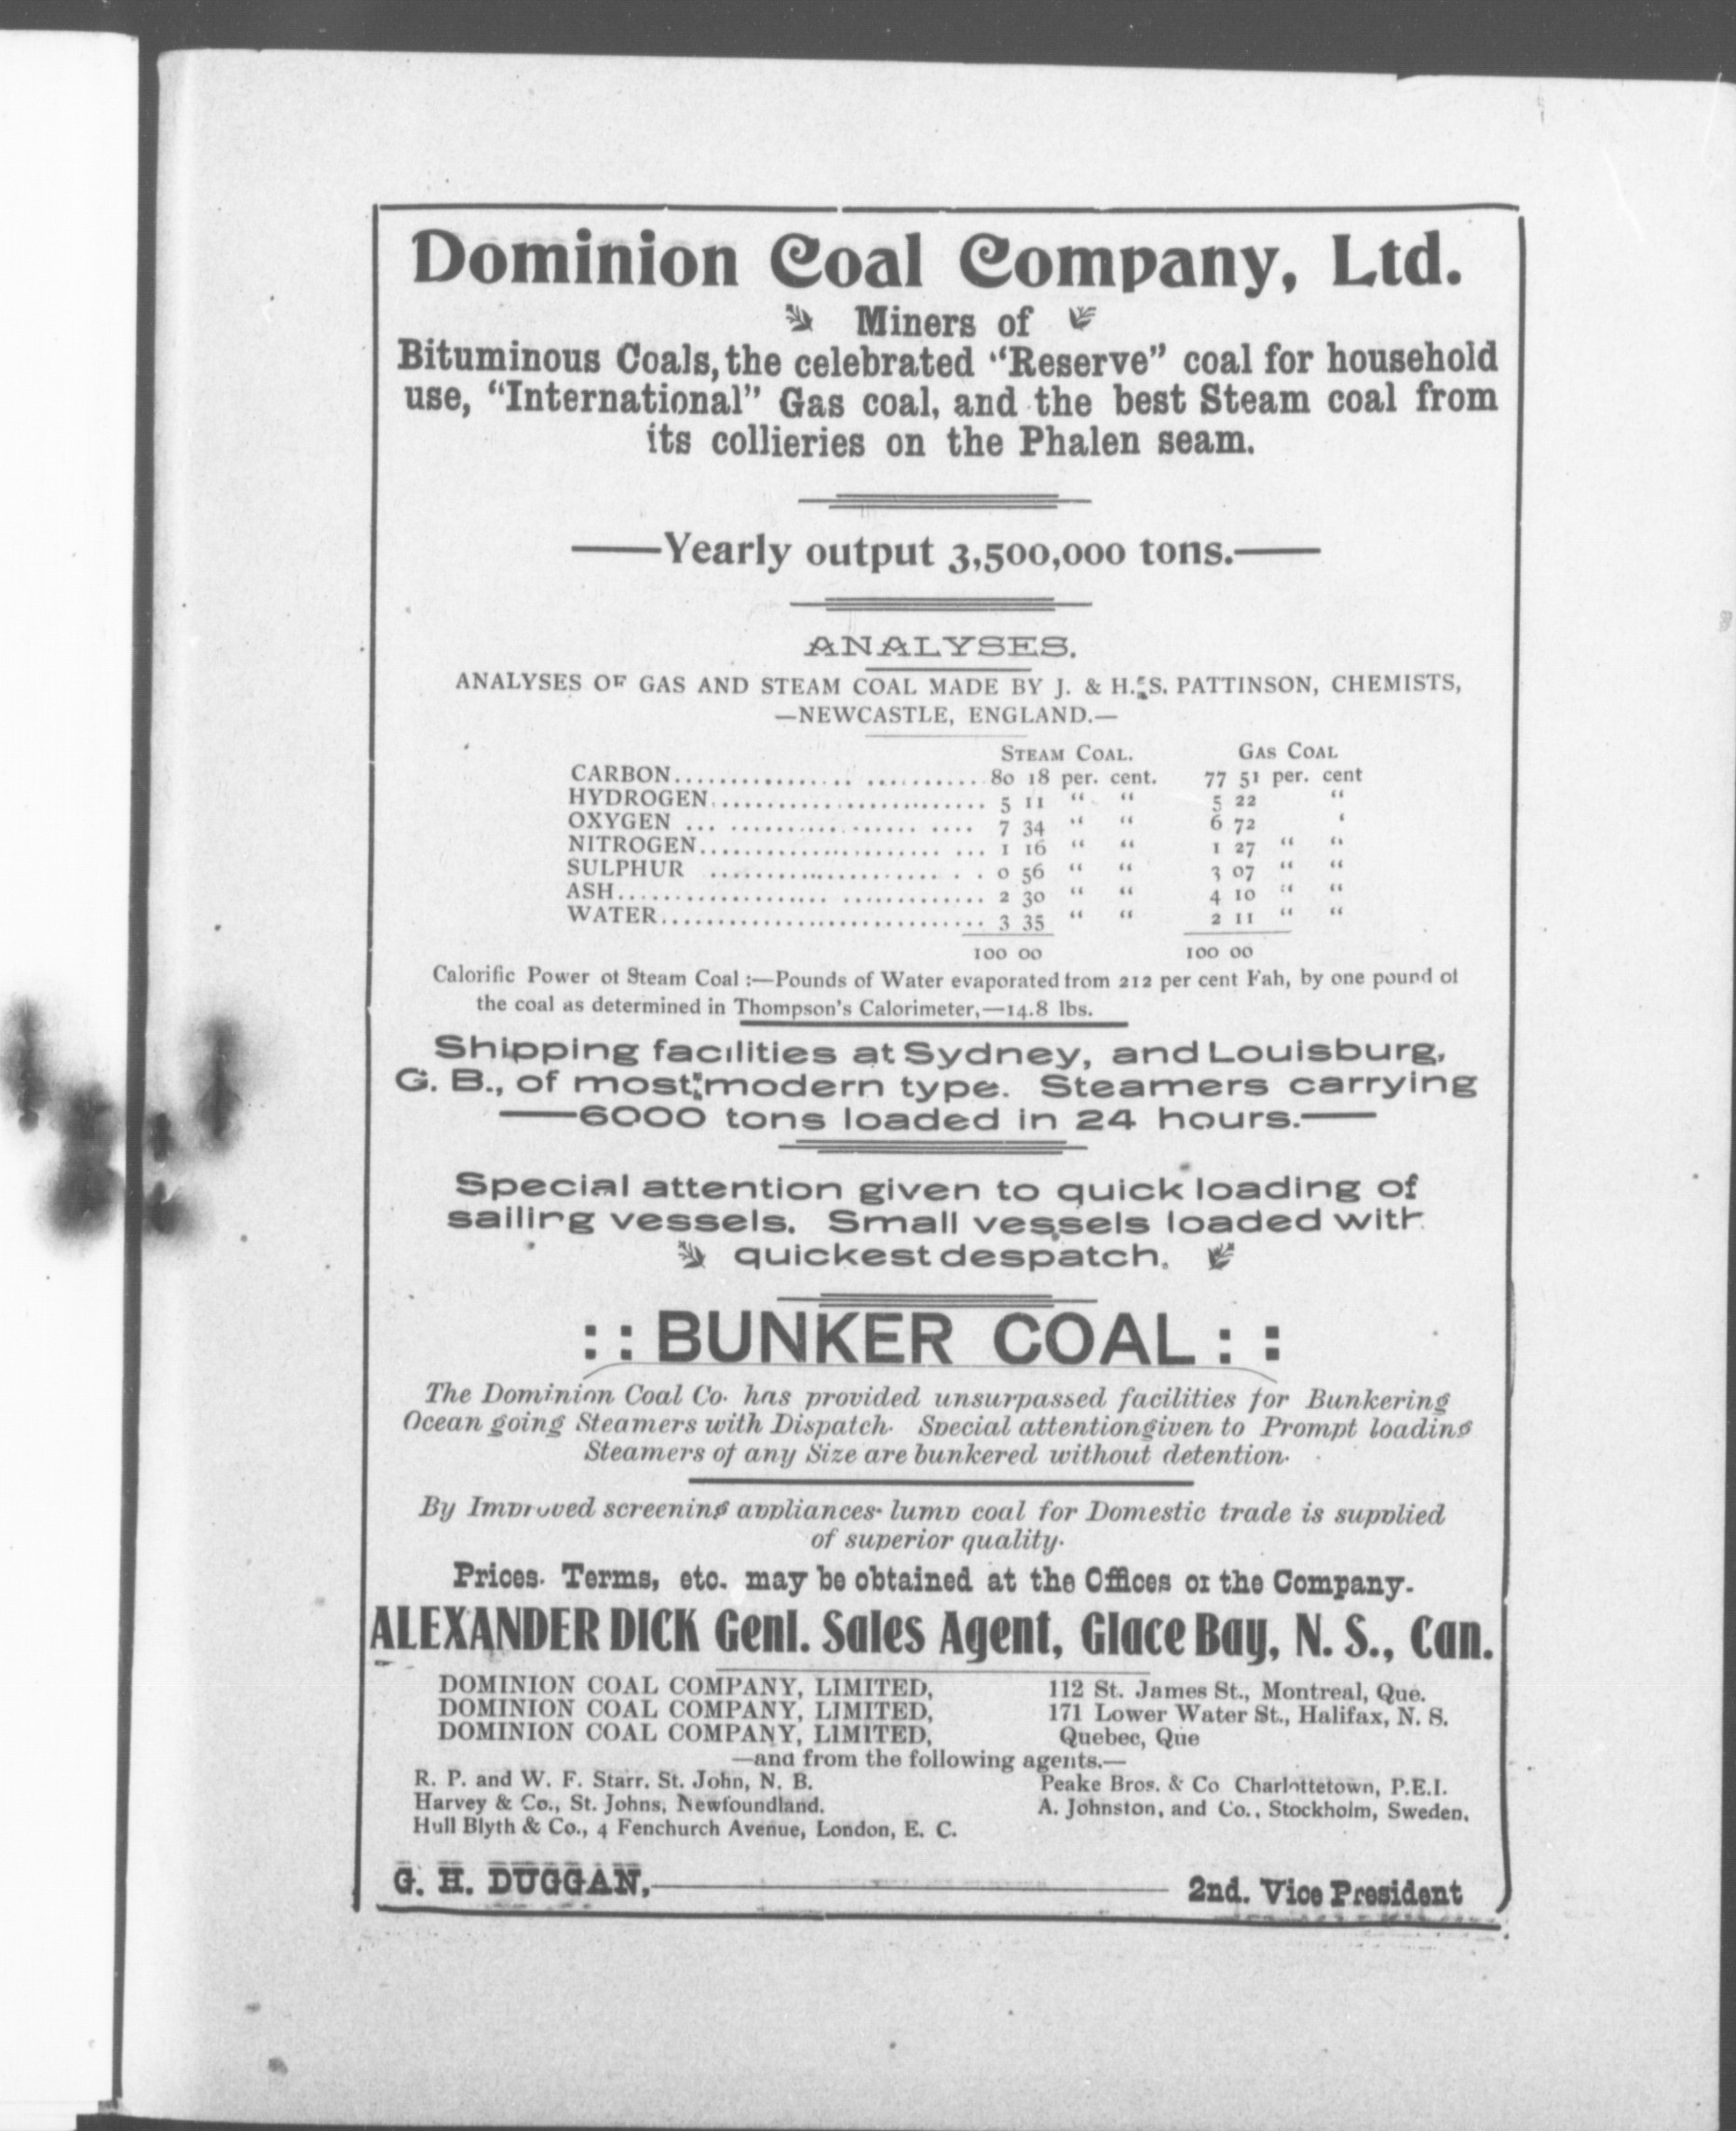 Dominion Coal Company, Ltd.
Miners of
Bituminous Coals, the celebrated "Reserve" coal for household
use, "International" Gas coal, and the best Steam coal from
its collieries on the Phalen seam.
—Yearly output 3,500,000 tons.—
ANALYSES.
ANALYSES OF GAS AND STEAM COAL MADE BY J. & H. S. PATTINSON, CHEMISTS,
—NEWCASTLE, ENGLAND.—
STEAM COAL. GAS COAL
CARBON........................80 18 per. cent. 77 51 per. cent
HYDROGEN........................ 5 11 " " 5 22 "
OXYGEN ... ..................... 7 34 " " 6 72 '
NITROGEN........................ 1 16 " " 1 27 " "
SULPHUR ........................ 0 56 " " 3 07 " "
ASH............................. 2 30 " " 4 10 " "
WATER........................... 3 35 " " 2 11 " "
100 00 100 00
Calorific Power of Steam Coal :—Pounds of Water evaporated from 212 per cent Fah, by one pound of
the coal as determined in Thompson's Calorimeter,—14.8 lbs.
Shipping facilities at Sydney, and Louisburg,
G. B., of most modern type. Steamers carrying
—6000 tons loaded in 24 hours.—
Special attention given to quick loading of
sailing vessels. Small vessels loaded with
quickest despatch.
: : BUNKER COAL : :
The Dominion Coal Co. has provided unsurpassed facilities for Bunkering
Ocean going Steamers with Dispatch. Special attentiongiven to Prompt loading
Steamers of any Size are bunkered without detention.
By Improved screening appliances. lump coal for Domestic trade is supplied
of superior quality.
Prices. Terms, etc. may be obtained at the Offices or the Company.
ALEXANDER DICK Genl. Sales Agent, Glace Bay, N. S., Can.
DOMINION COAL COMPANY, LIMITED, 112 St. James St., Montreal, Que.
DOMINION COAL COMPANY, LIMITED, 171 Lower Water St., Halifax, N. S.
DOMINION COAL COMPANY, LIMITED, Quebec, Que
—and from the following agents.—
R. P. and W. F. Starr. St. John, N. B. Peake Bros. & Co Charlottetown, P.E.I.
Harvey & Co., St. Johns, Newfoundland. A. Johnston, and Co., Stockholm, Sweden.
Hull Blyth & Co., 4 Fenchurch Avenue, London, E. C.
G. H. DUGGAN,— 2nd. Vice President